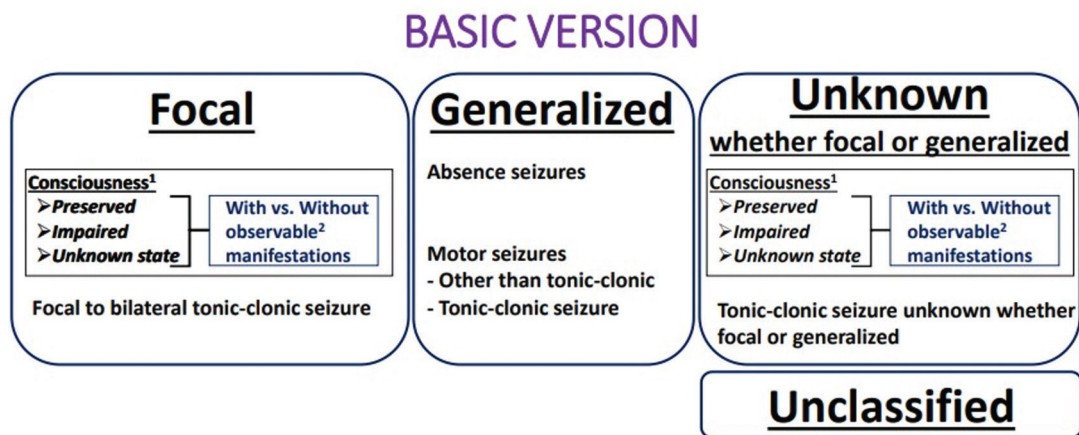 BASIC VERSION
Focal
Consciousness1
➢Preserved
➢Impaired
➢Unknown state
With vs. Without
observable2
manifestations
Focal to bilateral tonic-clonic seizure
Generalized
Absence seizures
Motor seizures
- Other than tonic-clonic
- Tonic-clonic seizure
Unknown
whether focal or generalized
Consciousness1
➢Preserved
➢Impaired
➢Unknown state
With vs. Without
observable2
manifestations
Tonic-clonic seizure unknown whether
focal or generalized
Unclassified